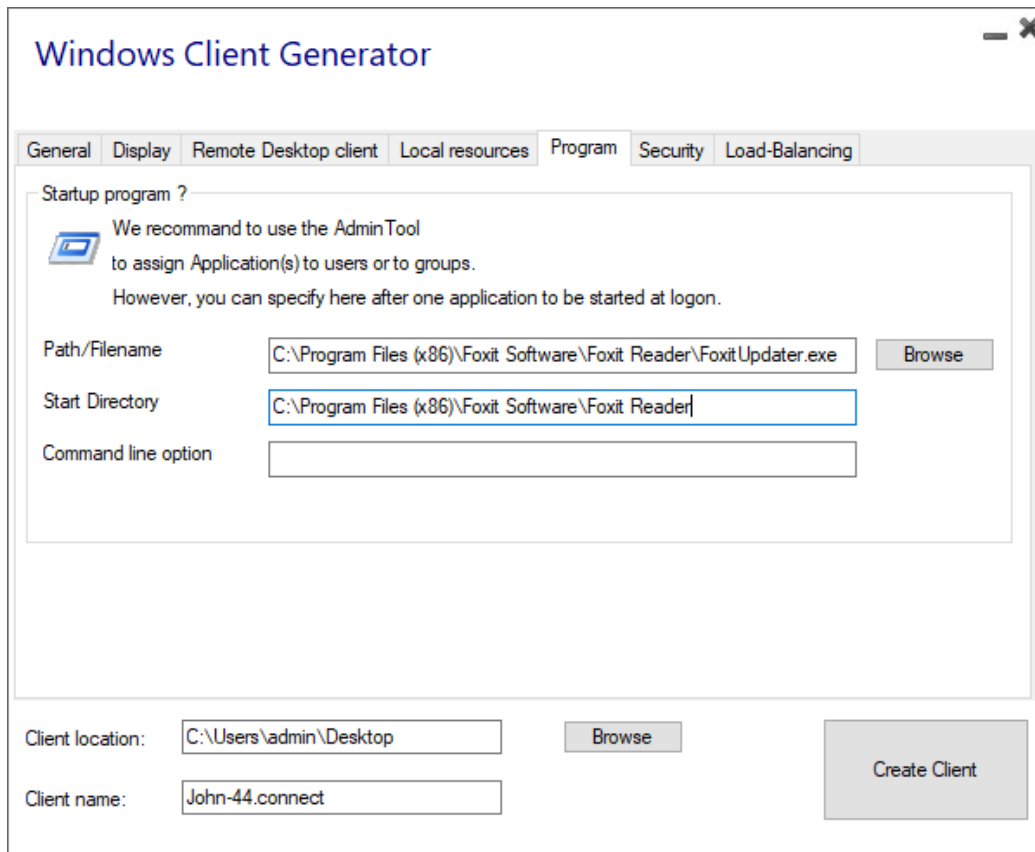 Windows Client Generator
General Display Remote Desktop client Local resources Program Security Load-Balancing
Startup program ?
We recommand to use the AdminTool
to assign Application(s) to users or to groups.
However, you can specify here after one application to be started at logon.
Path/Filename C:\Program Files (x86)\Foxit Software\Foxit Reader\FoxitUpdater.exe Browse
Start Directory C:\Program Files (x86)\Foxit Software\Foxit Reader
Command line option
Client location: C:\Users\admin\Desktop Browse
Create Client
Client name: John-44.connect